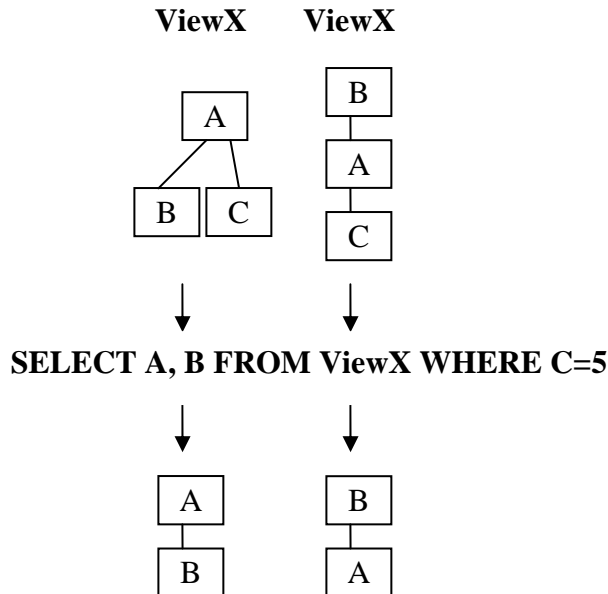 ViewX ViewX
B
A
A
B C
C
SELECT A, B FROM ViewX WHERE C=5
A B
B A